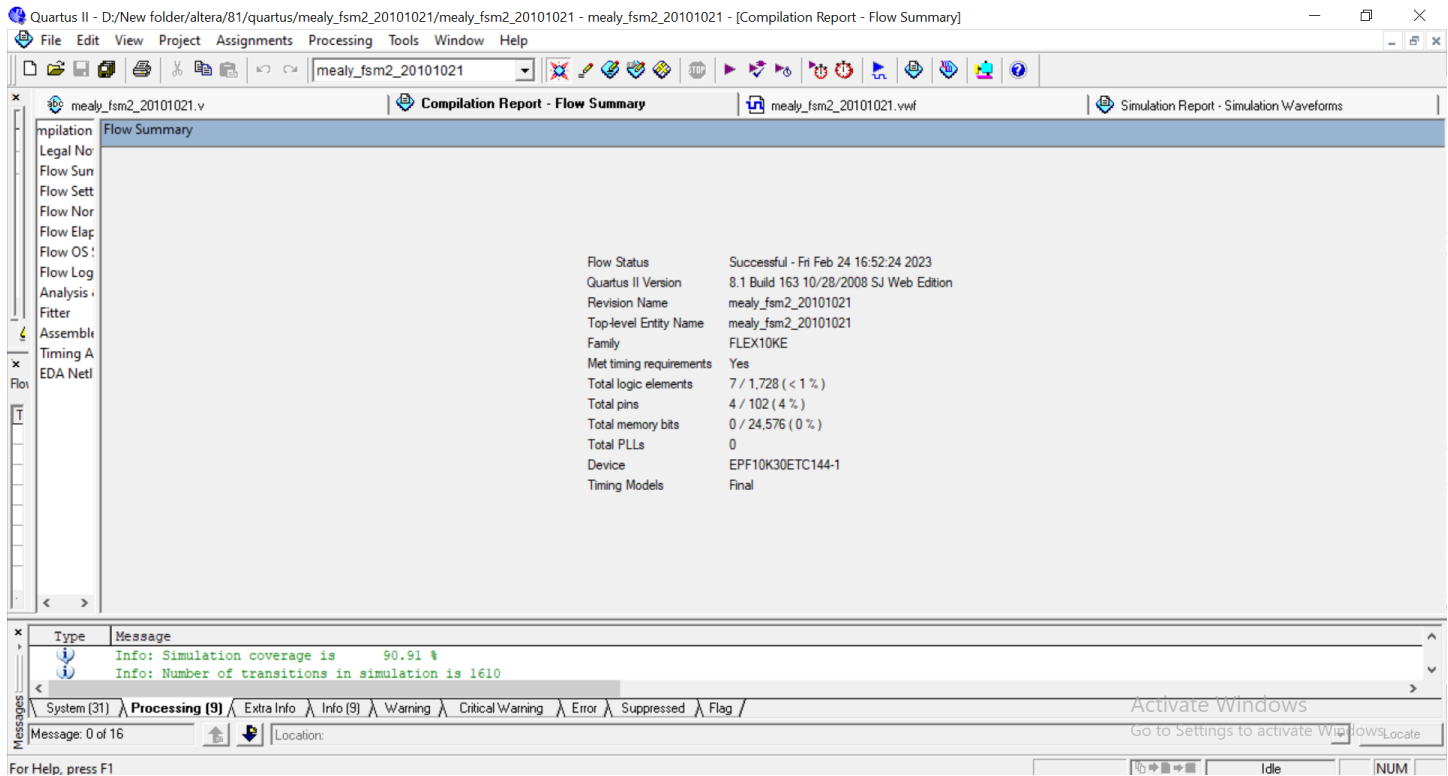 Quartus II - D:/New folder/altera/81/quartus/mealy_fsm2_20101021/mealy_fsm2_20101021 - mealy_fsm2_20101021 - [Compilation Report - Flow Summary]
File Edit View Project Assignments Processing Tools Window Help
mealy_fsm2_20101021
STOP
abc mealy_fsm2_20101021.v
Compilation Report - Flow Summary
mealy_fsm2_20101021.vwf
Simulation Report - Simulation Waveforms
mpilation
Legal No
Flow Sum
Flow Sett
Flow Nor
Flow Elap
Flow OS
Flow Log
Analysis
Fitter
Assemble
Timing A
EDA Netl
Flow
T
Flow Summary
Flow Status Successful - Fri Feb 24 16:52:24 2023
Quartus II Version 8.1 Build 163 10/28/2008 SJ Web Edition
Revision Name mealy_fsm2_20101021
Top-level Entity Name mealy_fsm2_20101021
Family FLEX10KE
Met timing requirements Yes
Total logic elements 7 / 1,728 ( < 1 % )
Total pins 4 / 102 ( 4 % )
Total memory bits 0 / 24,576 ( 0 % )
Total PLLs 0
Device EPF10K30ETC144-1
Timing Models Final
Type Message
Info: Simulation coverage is 90.91 %
Info: Number of transitions in simulation is 1610
System (31) Processing (9) Extra Info Info (9) Warning Critical Warning Error Suppressed Flag
Messages
Message: 0 of 16
Location:
Locate
Activate Windows
Go to Settings to activate Windows.
For Help, press F1
Idle
NUM